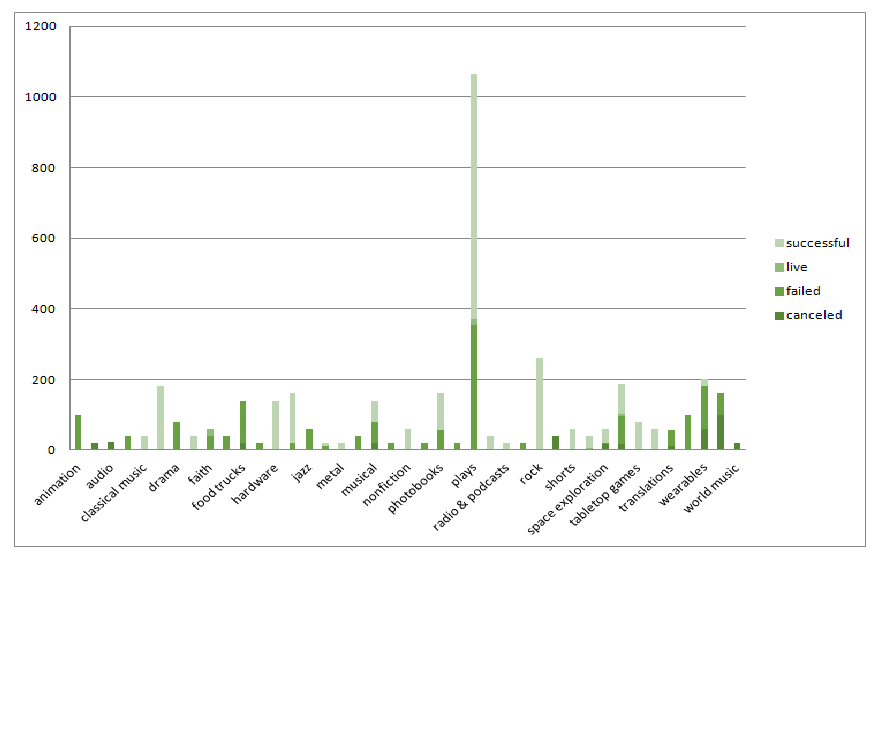 1200
1000
800
600
400
200
0
successful
live
failed
canceled
animation
audio
classical music
drama
faith
food trucks
hardware
jazz
metal
musical
nonfiction
photobooks
plays
radio & podcasts
rock
shorts
space exploration
tabletop games
translations
wearables
world music